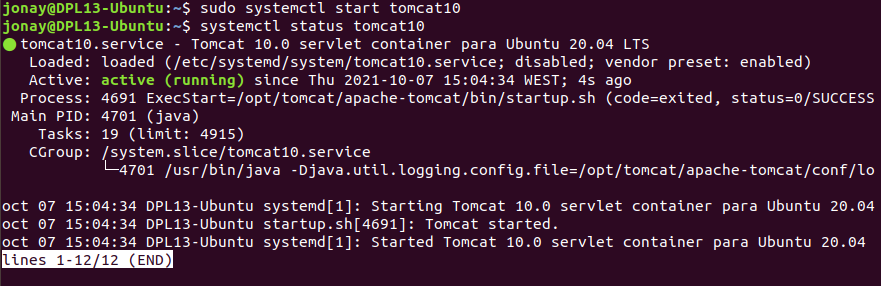 jonay@DPL13-Ubuntu:~$ sudo systemctl start tomcat10
jonay@DPL13-Ubuntu:~$ systemctl status tomcat10
● tomcat10.service - Tomcat 10.0 servlet container para Ubuntu 20.04 LTS
   Loaded: loaded (/etc/systemd/system/tomcat10.service; disabled; vendor preset: enabled)
   Active: active (running) since Thu 2021-10-07 15:04:34 WEST; 4s ago
  Process: 4691 ExecStart=/opt/tomcat/apache-tomcat/bin/startup.sh (code=exited, status=0/SUCCESS
 Main PID: 4701 (java)
    Tasks: 19 (limit: 4915)
   CGroup: /system.slice/tomcat10.service
           └─4701 /usr/bin/java -Djava.util.logging.config.file=/opt/tomcat/apache-tomcat/conf/lo
oct 07 15:04:34 DPL13-Ubuntu systemd[1]: Starting Tomcat 10.0 servlet container para Ubuntu 20.04
oct 07 15:04:34 DPL13-Ubuntu startup.sh[4691]: Tomcat started.
oct 07 15:04:34 DPL13-Ubuntu systemd[1]: Started Tomcat 10.0 servlet container para Ubuntu 20.04
lines 1-12/12 (END)